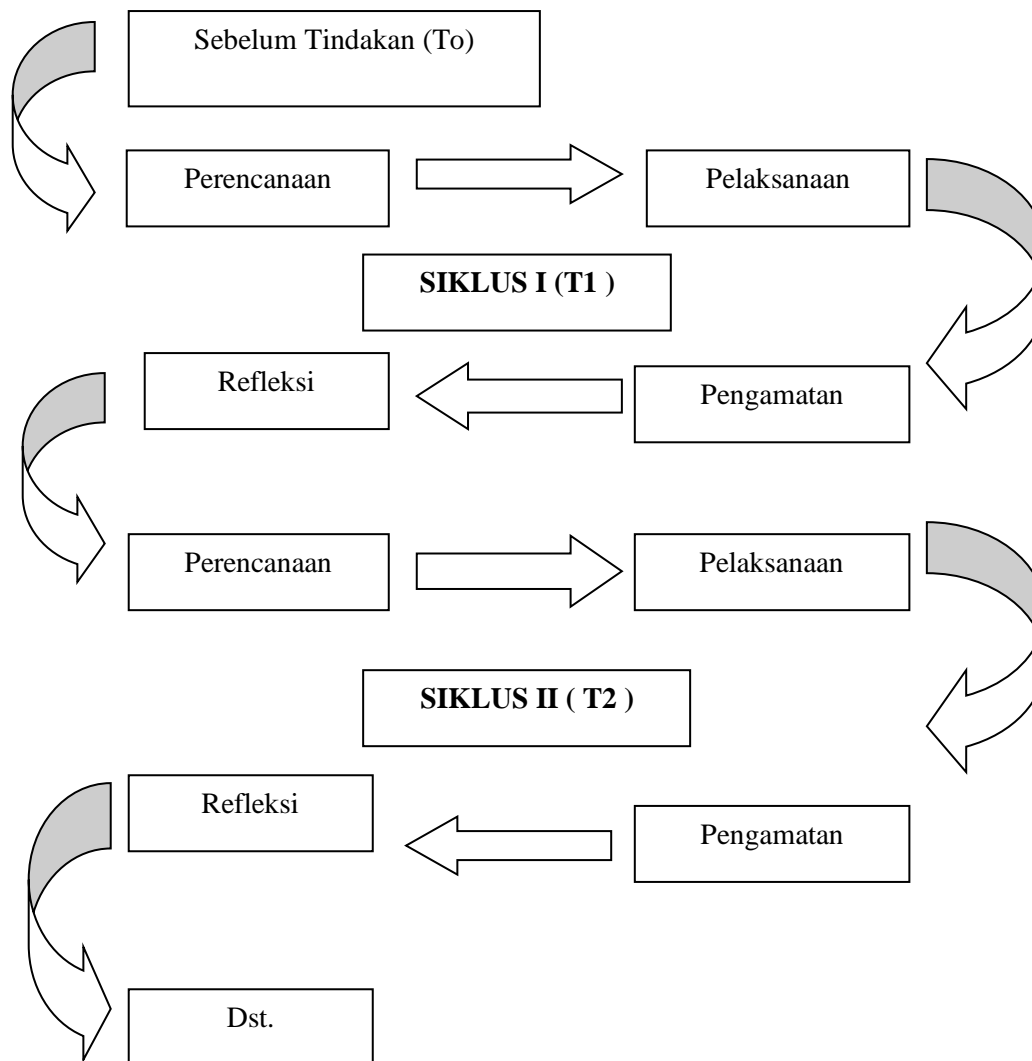 Sebelum Tindakan (To)
Perencanaan
Pelaksanaan
SIKLUS I (T1 )
Refleksi
Pengamatan
Perencanaan
Pelaksanaan
SIKLUS II ( T2 )
Refleksi
Pengamatan
Dst.